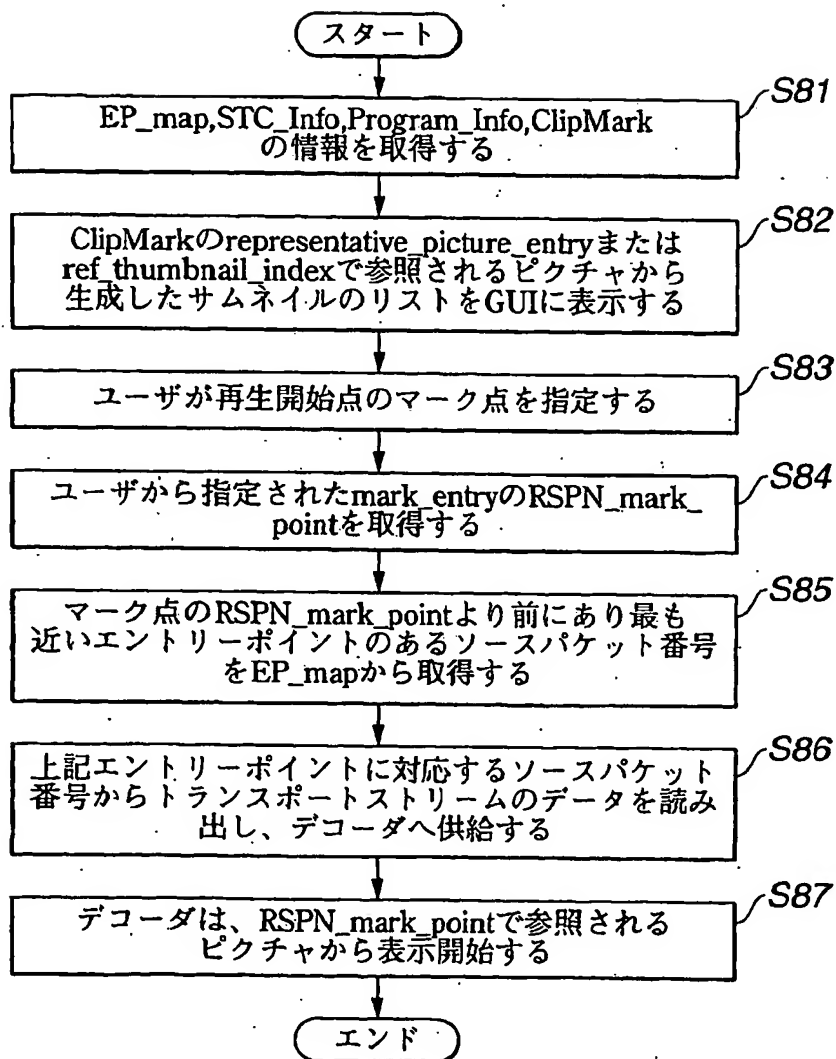 スタート
S81
EP_map,STC_Info,Program_Info,ClipMark
の情報を取得する
S82
ClipMarkのrepresentative_picture_entryまたは
ref_thumbnail_indexで参照されるピクチャから
生成したサムネイルのリストをGUIに表示する
S83
ユーザが再生開始点のマーク点を指定する
S84
ユーザから指定されたmark_entryのRSPN_mark_
pointを取得する
S85
マーク点のRSPN_mark_pointより前にあり最も
近いエントリーポイントのあるソースパケット番号
をEP_mapから取得する
S86
上記エントリーポイントに対応するソースパケット
番号からトランスポートストリームのデータを読み
出し、デコーダへ供給する
S87
デコーダは、RSPN_mark_pointで参照される
ピクチャから表示開始する
エンド